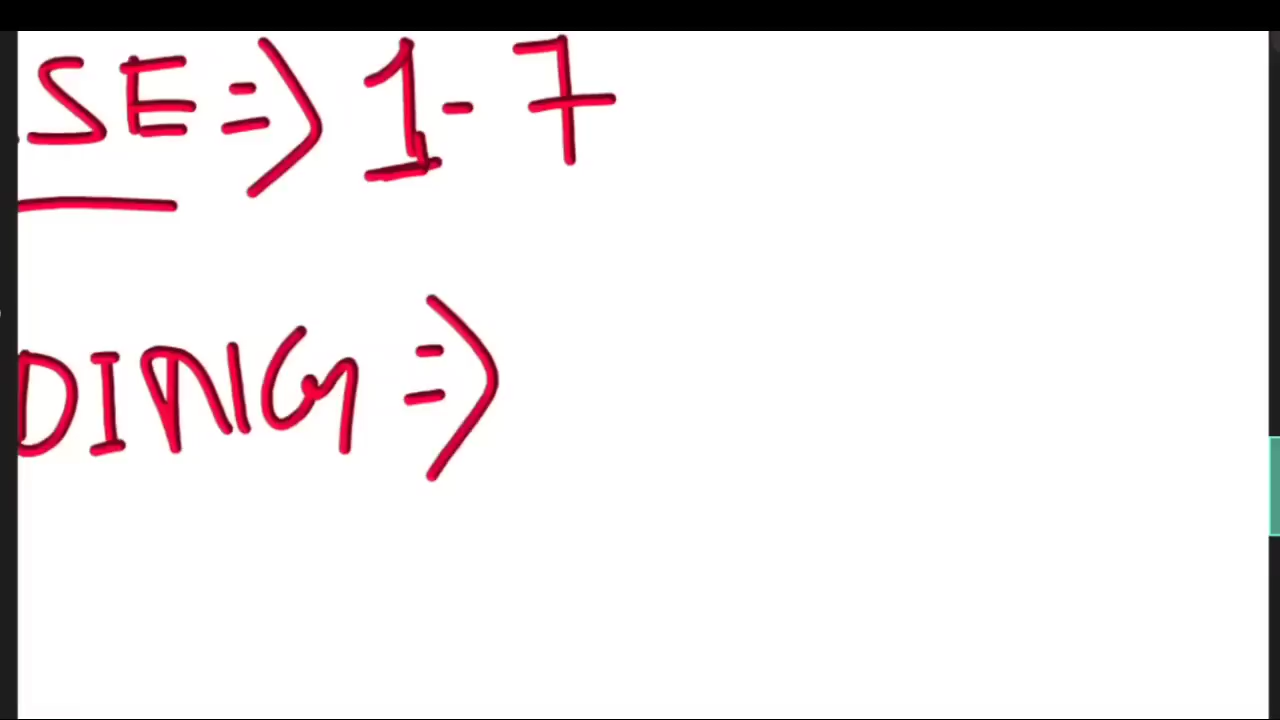 SE => 1-7
DING =>